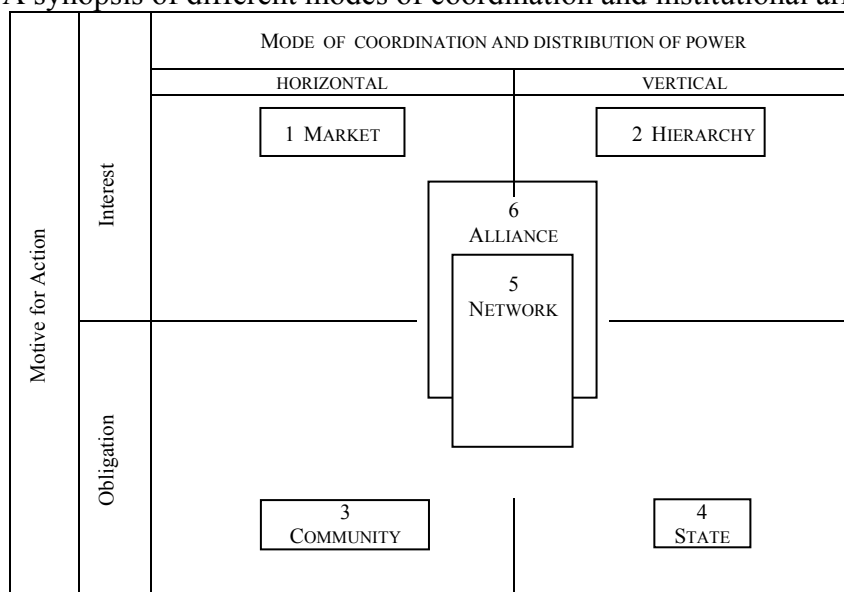 A synopsis of different modes of coordination and institutional
MODE OF COORDINATION AND DISTRIBUTION OF POWER
HORIZONTAL
VERTICAL
1 MARKET
2 HIERARCHY
Interest
6
ALLIANCE
5
NETWORK
Motive for Action
Obligation
3
COMMUNITY
4
STATE